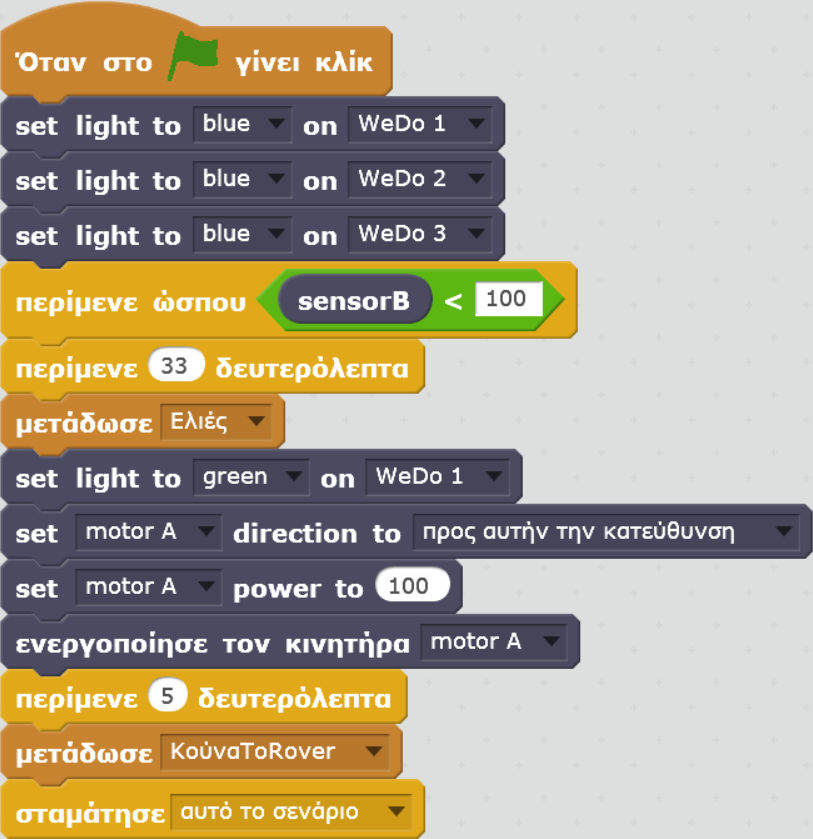 Όταν στο γίνει κλίκ
set light to blue on WeDo 1
set light to blue on WeDo 2
set light to blue on WeDo 3
περίμενε ώσπου sensorB < 100
περίμενε 33 δευτερόλεπτα
μετάδωσε Ελιές
set light to green on WeDo 1
set motor A direction to προς αυτήν την κατεύθυνση
set motor A power to 100
ενεργοποίησε τον κινητήρα motor A
περίμενε 5 δευτερόλεπτα
μετάδωσε ΚούναΤοRover
σταμάτησε αυτό το σενάριο